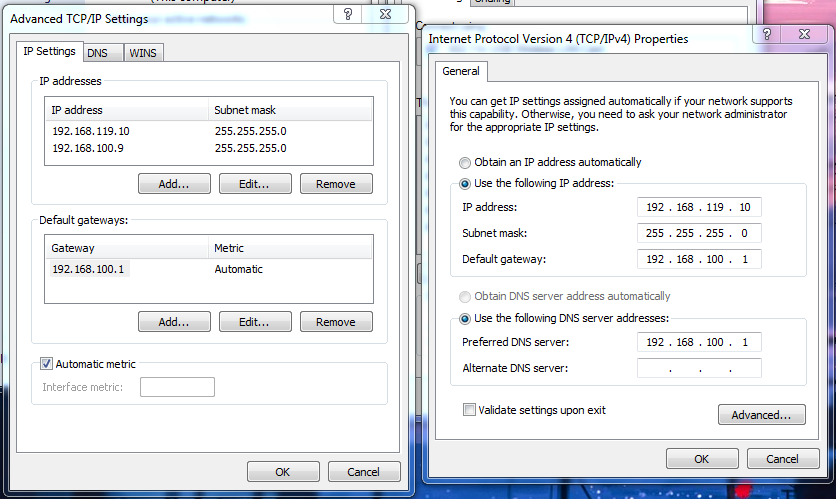 (This computer)
Sharing
Advanced TCP/IP Settings
IP Settings
DNS
WINS
IP addresses
IP address Subnet mask
192.168.119.10 255.255.255.0
192.168.100.9 255.255.255.0
Add... Edit... Remove
Default gateways:
Gateway Metric
192.168.100.1 Automatic
Add... Edit... Remove
Automatic metric
Interface metric:
OK Cancel
Internet Protocol Version 4 (TCP/IPv4) Properties
General
You can get IP settings assigned automatically if your network supports
this capability. Otherwise, you need to ask your network administrator
for the appropriate IP settings.
Obtain an IP address automatically
Use the following IP address:
IP address: 192 . 168 . 119 . 10
Subnet mask: 255 . 255 . 255 . 0
Default gateway: 192 . 168 . 100 . 1
Obtain DNS server address automatically
Use the following DNS server addresses:
Preferred DNS server: 192 . 168 . 100 . 1
Alternate DNS server: . . .
Validate settings upon exit
Advanced...
OK Cancel